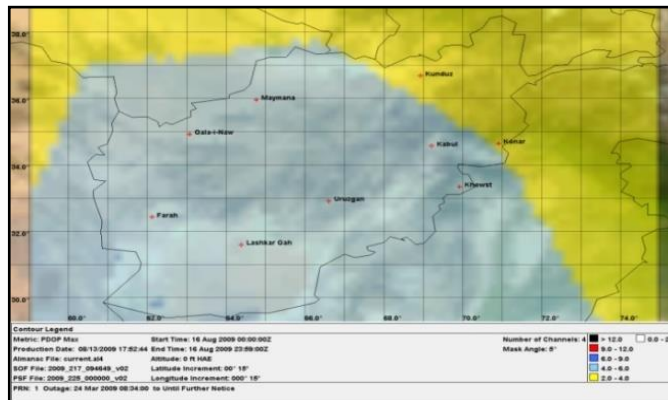 38.0°
36.0°
34.0°
32.0°
30.0°
Kunduz
Maymana
Qala-i-Naw
Kabul
Konar
Khowst
Uruzgan
Farah
Lashkar Gah
60.0° 62.0° 64.0° 66.0° 68.0° 70.0° 72.0° 74.0°
Contour Legend
Metric: PDOP Max Start Time: 16 Aug 2009 00:00:00Z Number of Channels: 4 > 12.0 0.0 - 2
Production Date: 08/13/2009 17:52:44 End Time: 16 Aug 2009 23:59:00Z Mask Angle: 5° 9.0 - 12.0
Almanac File: current.al4 Altitude: 0 ft HAE 6.0 - 9.0
SOF File: 2009_217_094649_v02 Latitude Increment: 00° 15" 4.0 - 6.0
PSF File: 2009_225_000000_v02 Longitude Increment: 000° 15" 2.0 - 4.0
PRN: 1 Outage: 24 Mar 2009 08:34:00 to Until Further Notice